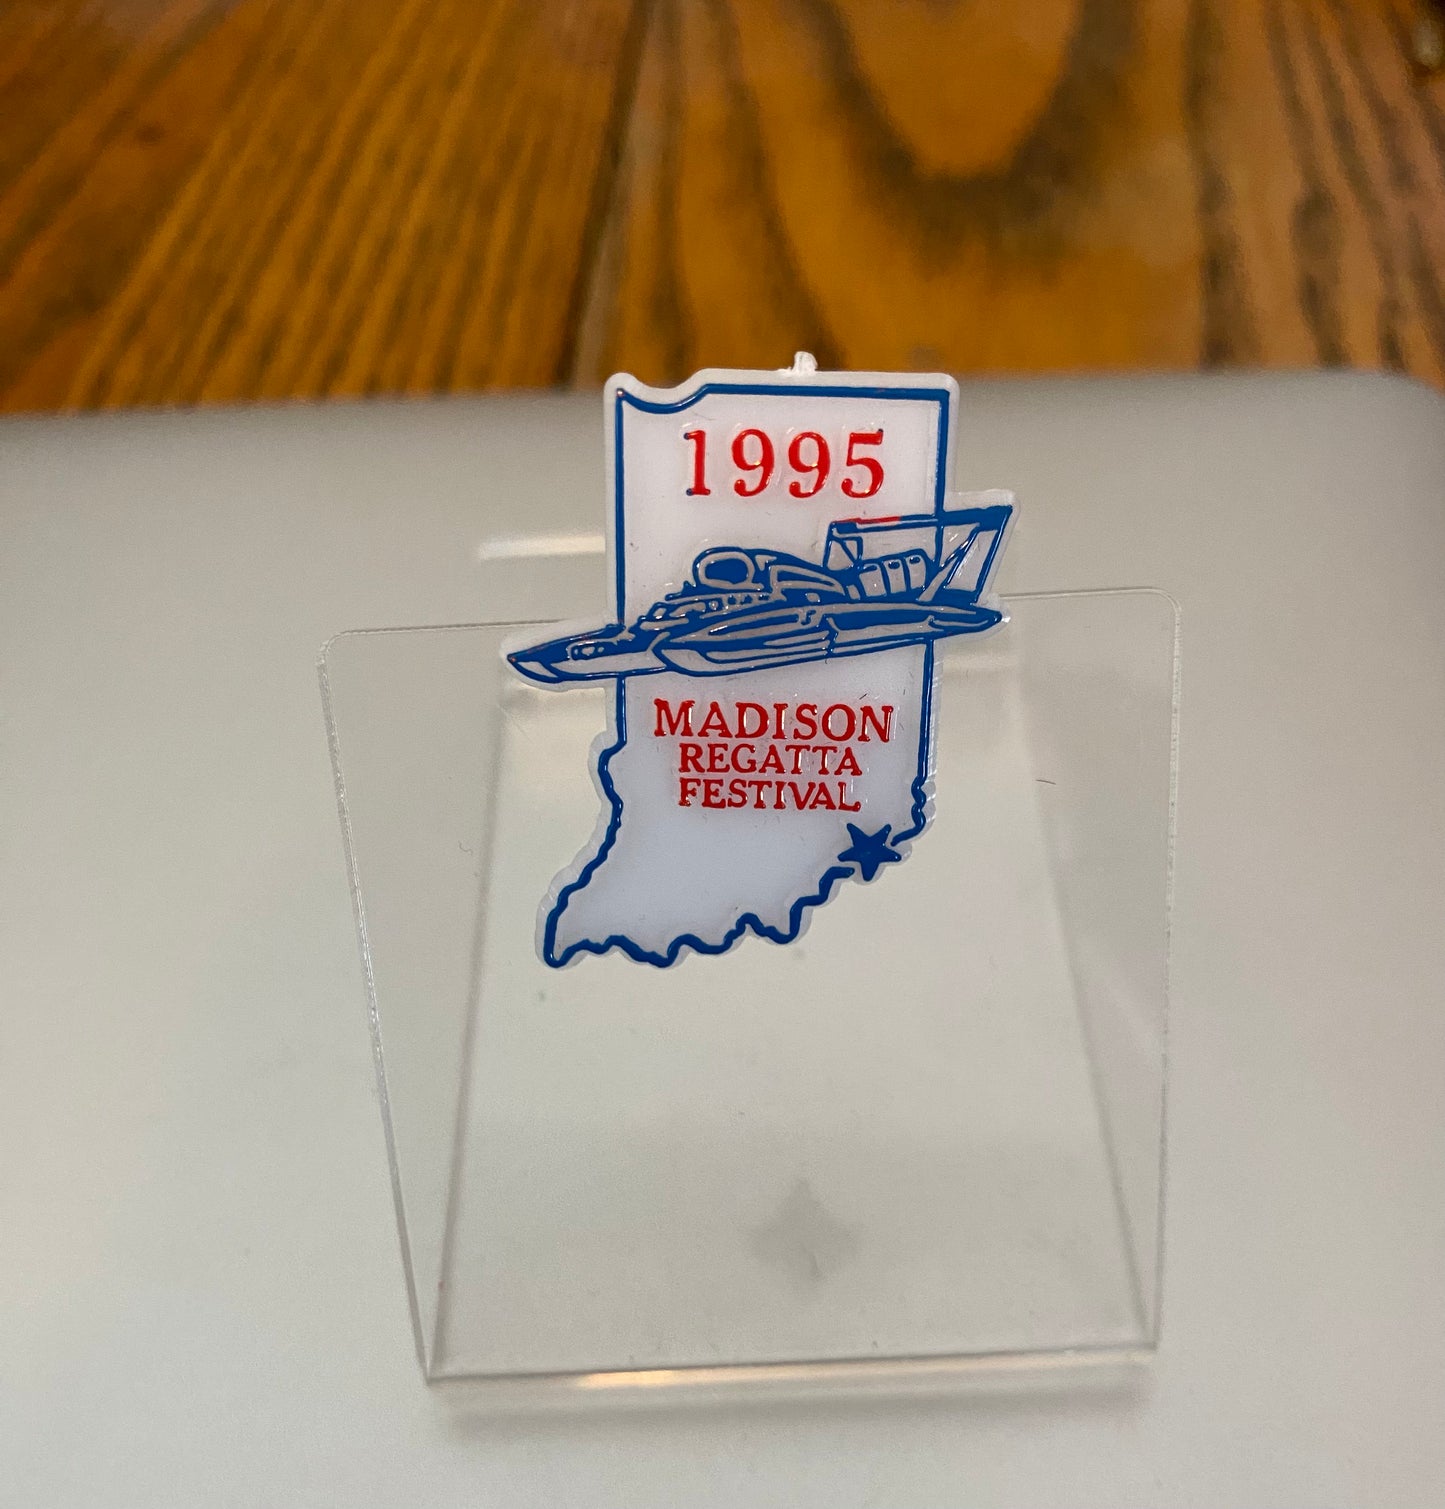 1995
MADISON
REGATTA
FESTIVAL